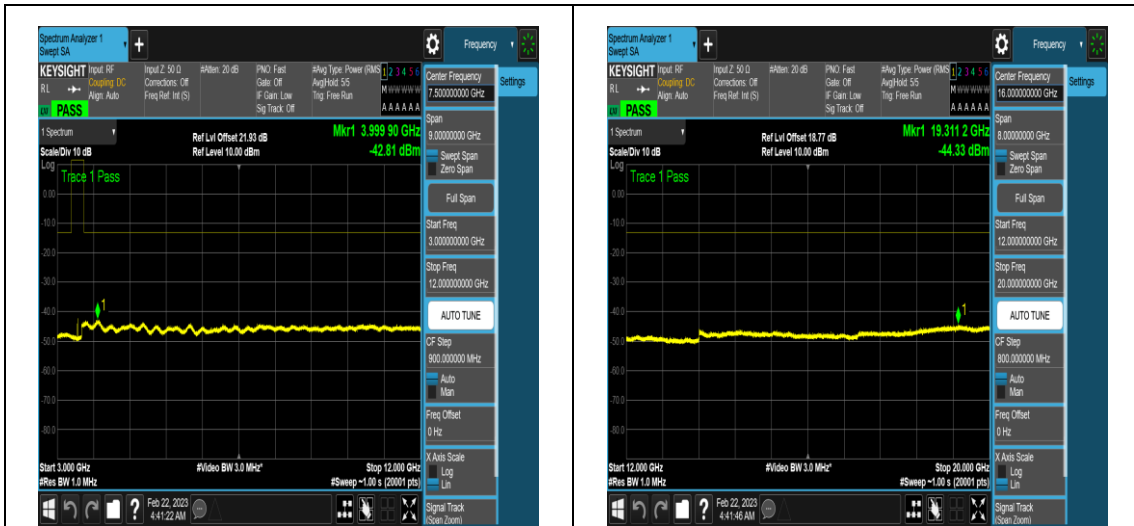 Spectrum Analyzer 1
Swept SA
+
Frequency
KEYSIGHT
RL
PASS
Input: RF
Coupling: DC
Align: Auto
Input Z: 50 Ω
Corrections: Off
Freq Ref: Int (S)
#Atten: 20 dB
PNO: Fast
Gate: Off
IF Gain: Low
Sig Track: Off
#Avg Type: Power (RMS
Avg|Hold: 5/5
Trig: Free Run
1 2 3 4 5 6
M W W W W W
A A A A A A
1 Spectrum
Scale/Div 10 dB
Ref Lvl Offset 21.93 dB
Ref Level 10.00 dBm
Mkr1 3.999 90 GHz
-42.81 dBm
Log
Trace 1 Pass
0.00
-10.0
-20.0
-30.0
-40.0
-50.0
-60.0
-70.0
-80.0
1
Start 3.000 GHz
#Res BW 1.0 MHz
#Video BW 3.0 MHz*
Stop 12.000 GHz
#Sweep ~1.00 s (20001 pts)
Center Frequency
7.500000000 GHz
Settings
Span
9.00000000 GHz
Swept Span
Zero Span
Full Span
Start Freq
3.000000000 GHz
Stop Freq
12.000000000 GHz
AUTO TUNE
CF Step
900.000000 MHz
Auto
Man
Freq Offset
0 Hz
X Axis Scale
Log
Lin
Signal Track
(Span Zoom)
?
Feb 22, 2023
4:41:22 AM
Spectrum Analyzer 1
Swept SA
+
Frequency
KEYSIGHT
RL
PASS
Input: RF
Coupling: DC
Align: Auto
Input Z: 50 Ω
Corrections: Off
Freq Ref: Int (S)
#Atten: 20 dB
PNO: Fast
Gate: Off
IF Gain: Low
Sig Track: Off
#Avg Type: Power (RMS
Avg|Hold: 5/5
Trig: Free Run
1 2 3 4 5 6
M W W W W W
A A A A A A
1 Spectrum
Scale/Div 10 dB
Ref Lvl Offset 18.77 dB
Ref Level 10.00 dBm
Mkr1 19.311 2 GHz
-44.33 dBm
Log
Trace 1 Pass
0.00
-10.0
-20.0
-30.0
-40.0
-50.0
-60.0
-70.0
-80.0
1
Start 12.000 GHz
#Res BW 1.0 MHz
#Video BW 3.0 MHz*
Stop 20.000 GHz
#Sweep ~1.00 s (20001 pts)
Center Frequency
16.000000000 GHz
Settings
Span
8.00000000 GHz
Swept Span
Zero Span
Full Span
Start Freq
12.000000000 GHz
Stop Freq
20.000000000 GHz
AUTO TUNE
CF Step
800.000000 MHz
Auto
Man
Freq Offset
0 Hz
X Axis Scale
Log
Lin
Signal Track
(Span Zoom)
?
Feb 22, 2023
4:41:46 AM